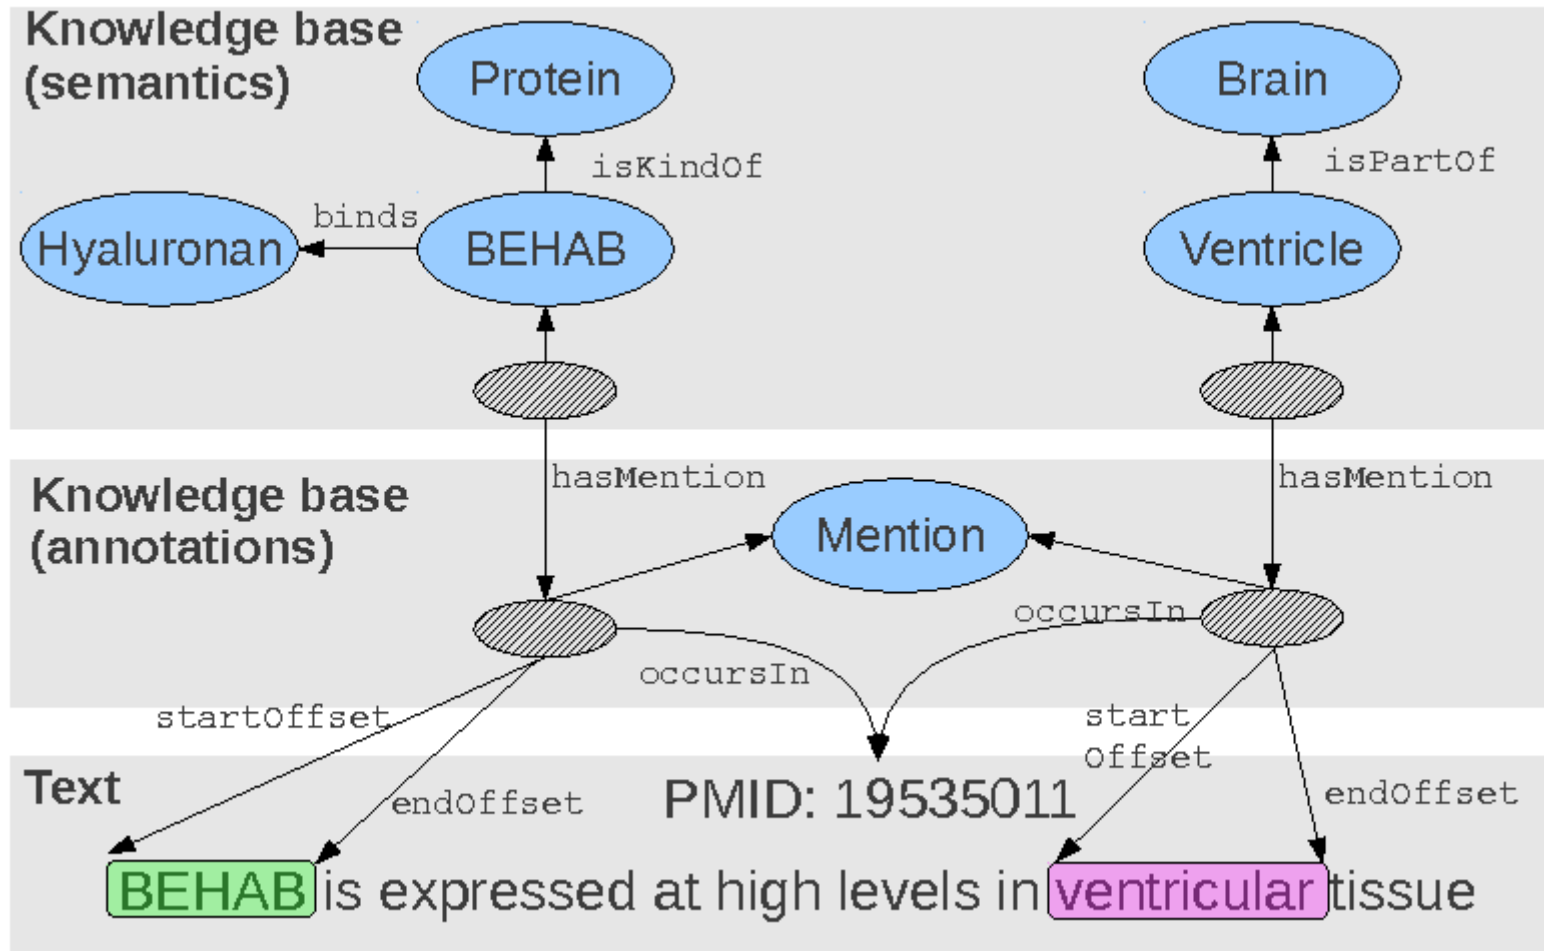 Knowledge base
(semantics)
Protein
Brain
isKindOf
isPartOf
binds
Hyaluronan
BEHAB
Ventricle
hasMention
hasMention
Knowledge base
(annotations)
Mention
occursIn
occursIn
startOffset
start
Offset
Text
endOffset
PMID: 19535011
endOffset
BEHAB is expressed at high levels in ventricular tissue